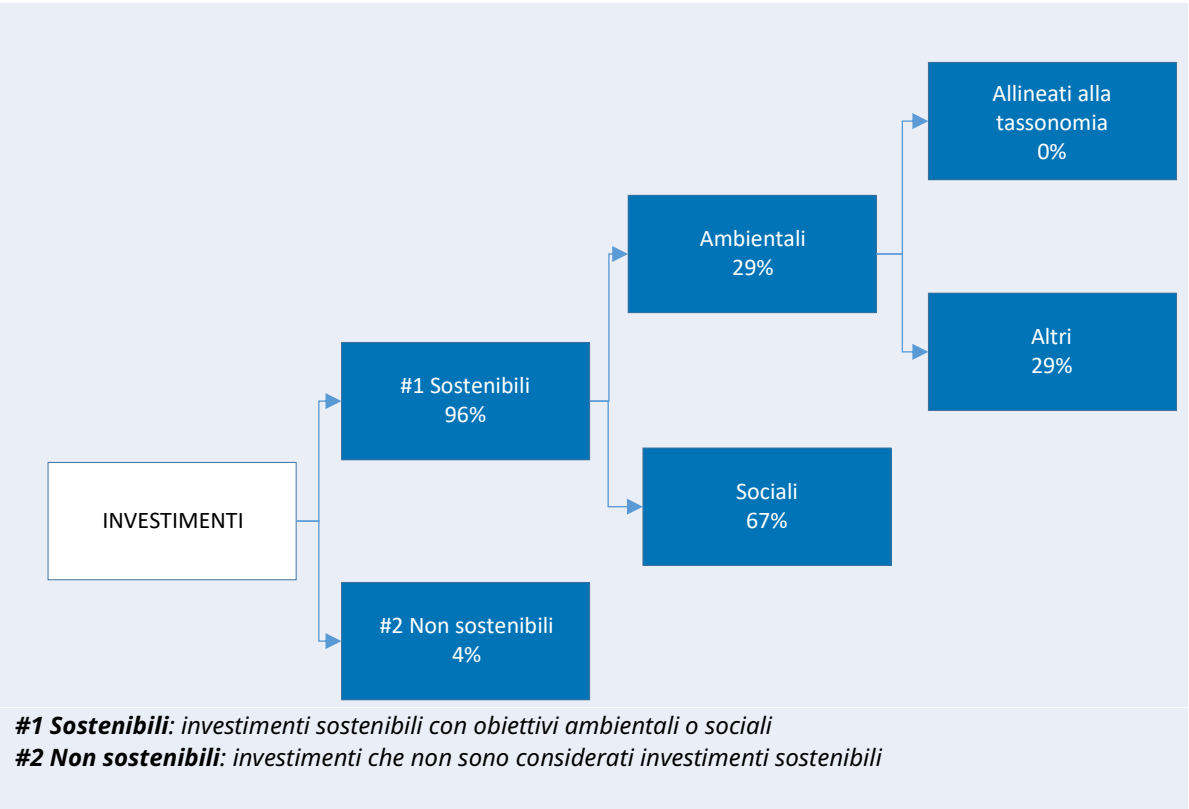 Allineati alla
tassonomia
0%
Ambientali
29%
Altri
29%
#1 Sostenibili
96%
Sociali
67%
INVESTIMENTI
#2 Non sostenibili
4%
#1 Sostenibili: investimenti sostenibili con obiettivi ambientali o sociali
#2 Non sostenibili: investimenti che non sono considerati investimenti sostenibili